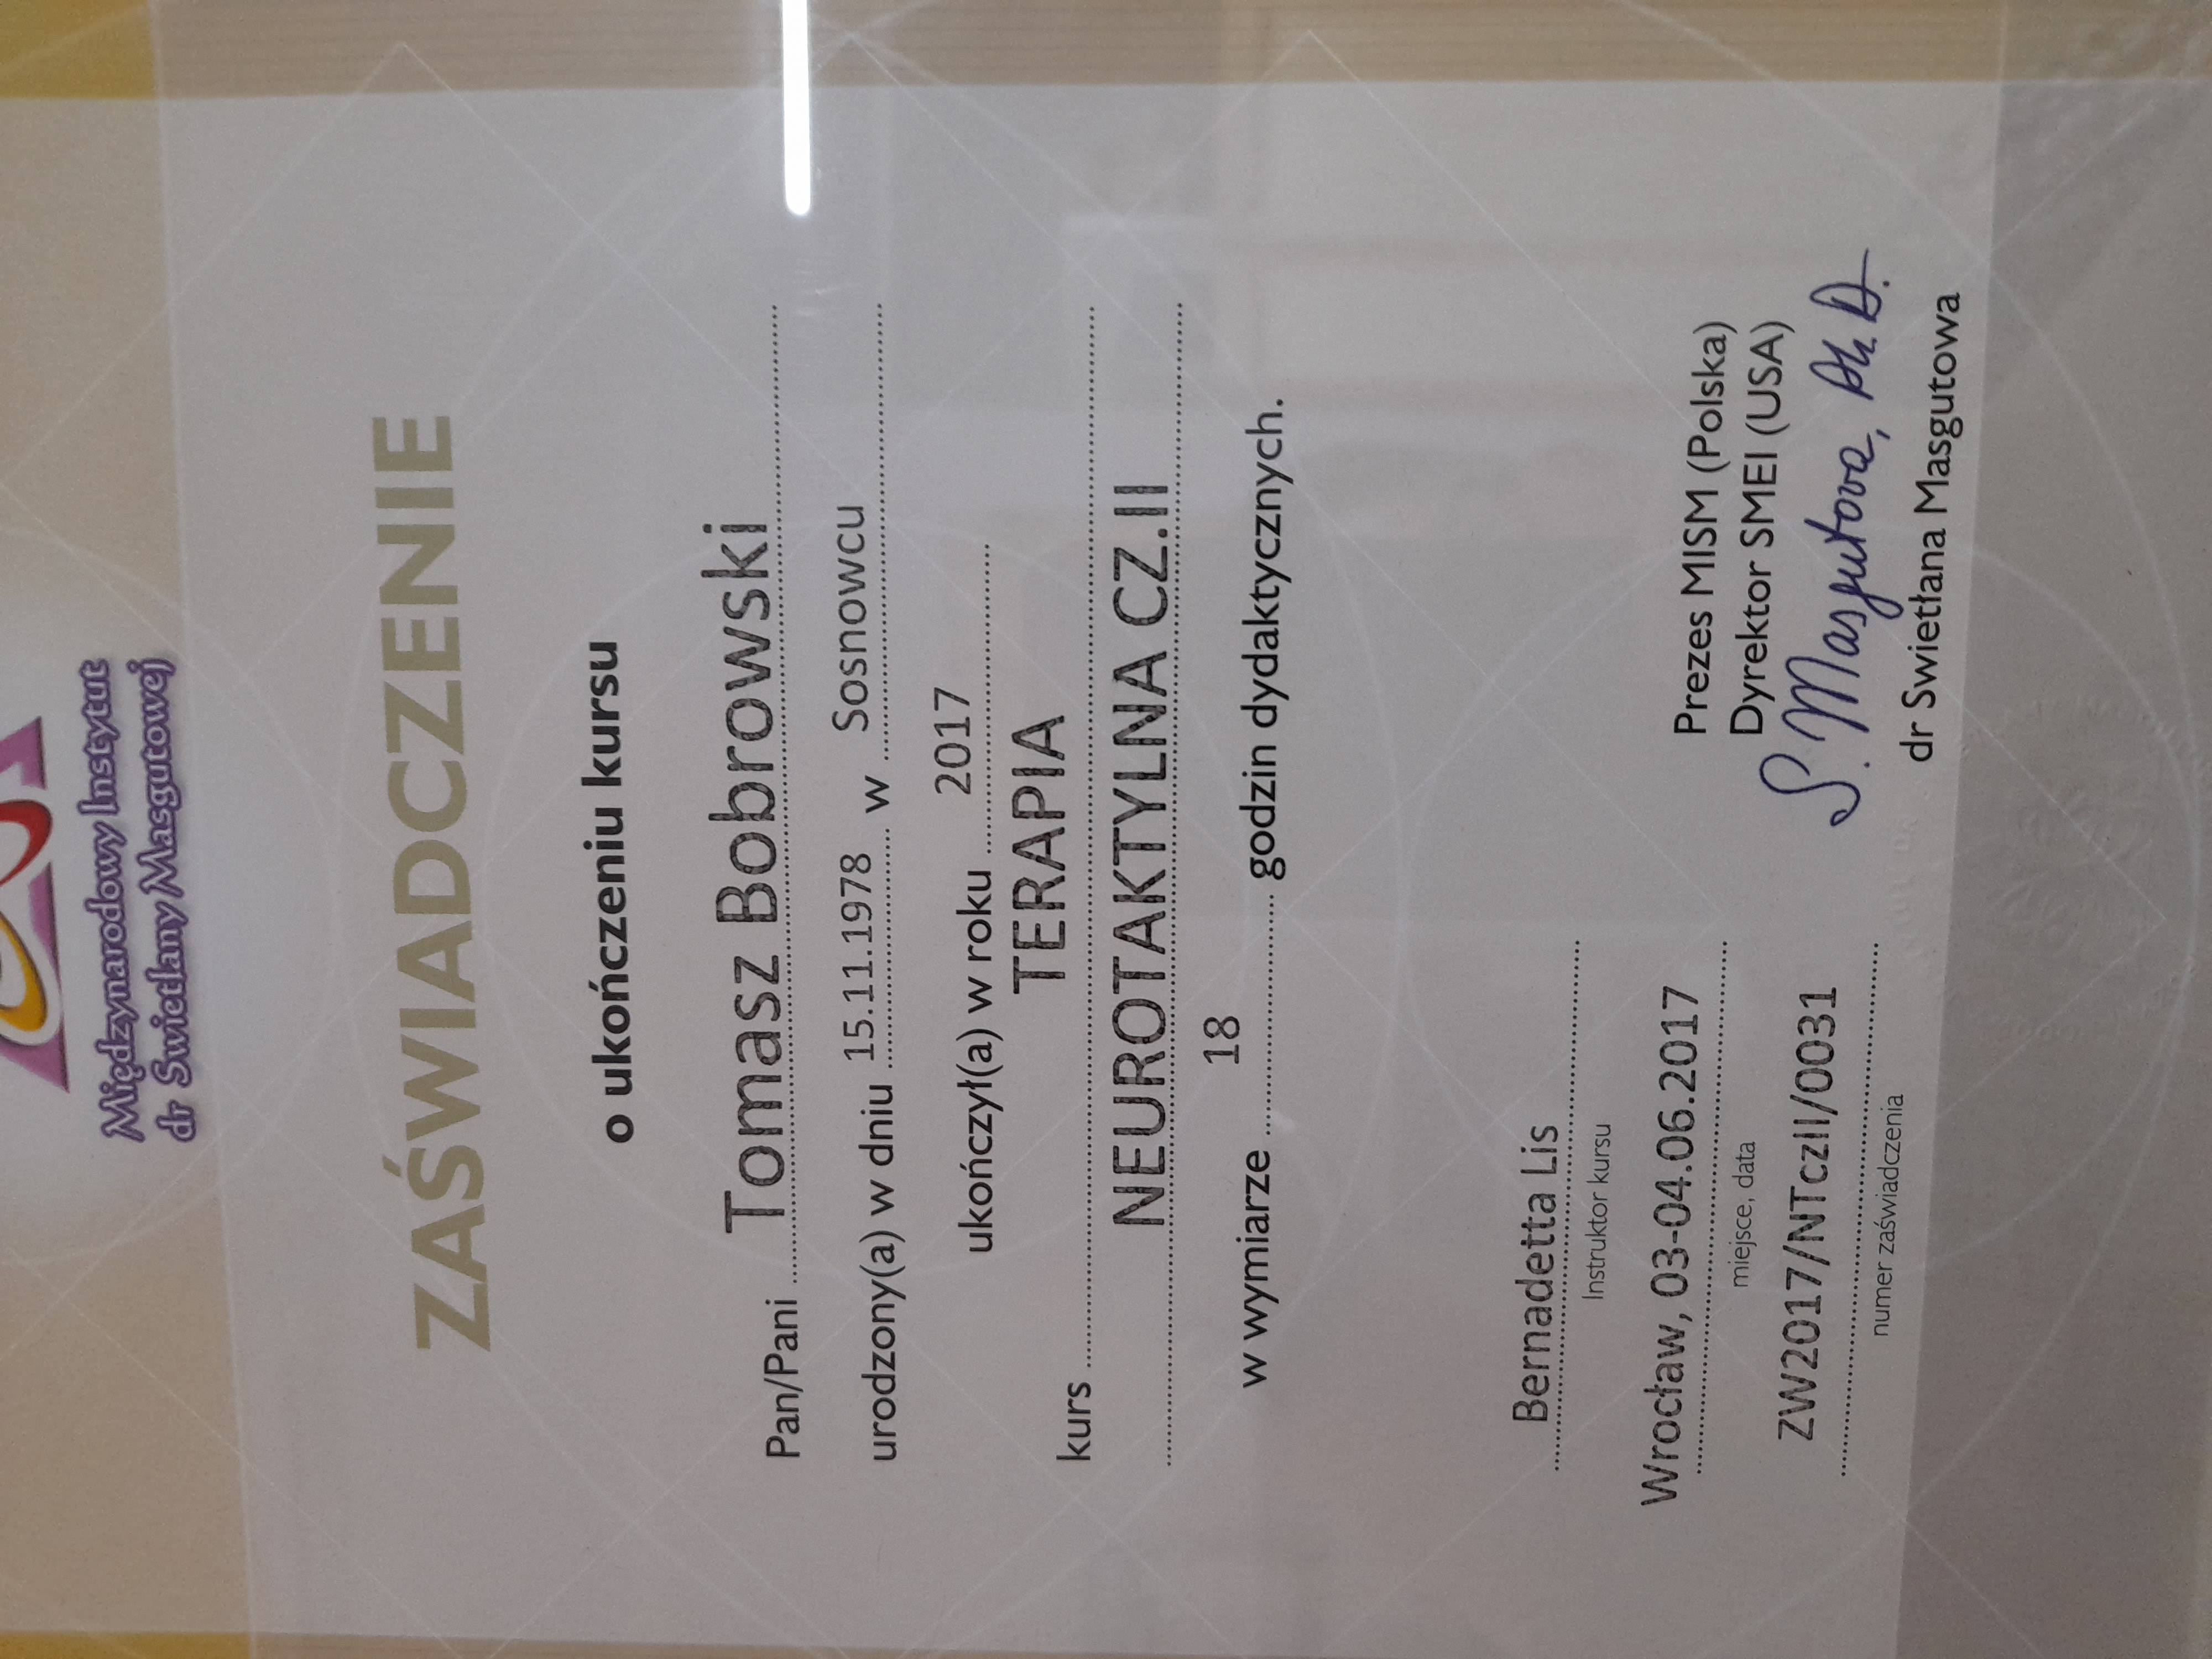 Międzynarodowy Instytut
dr Świetłany Masgutowej
ZAŚWIADCZENIE
o ukończeniu kursu
Pan/Pani Tomasz Bobrowski
urodzony(a) w dniu 15.11.1978 w Sosnowcu
ukończył(a) w roku 2017
kurs TERAPIA
NEUROTAKTYLNA CZ.II
w wymiarze 18 godzin dydaktycznych.
Bernadetta Lis
Instruktor kursu
Wrocław, 03-04.06.2017
miejsce, data
ZW2017/NTczII/0031
numer zaświadczenia
Prezes MISM (Polska)
Dyrektor SMEI (USA)
S. Masgutova, Ph.D.
dr Swietłana Masgutowa